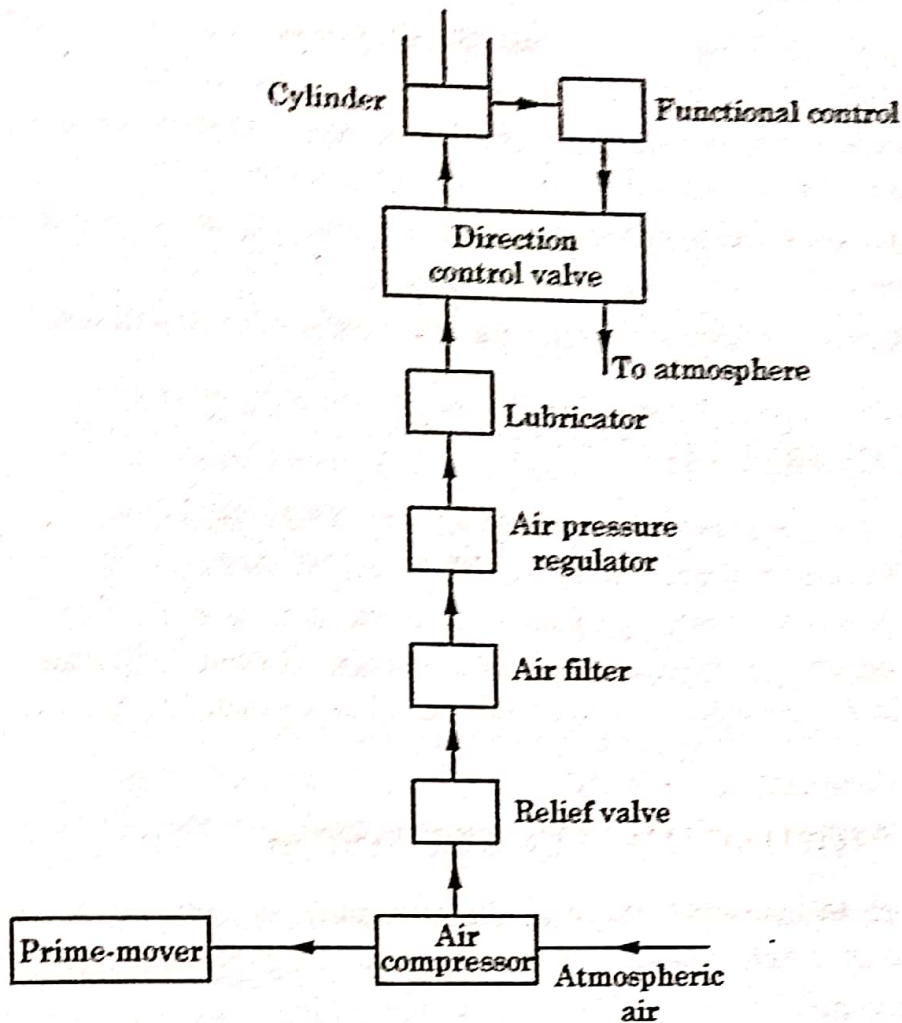 Cylinder
Functional control
Direction
control valve
To atmosphere
Lubricator
Air pressure
regulator
Air filter
Relief valve
Prime-mover
Air
compressor
Atmospheric
air